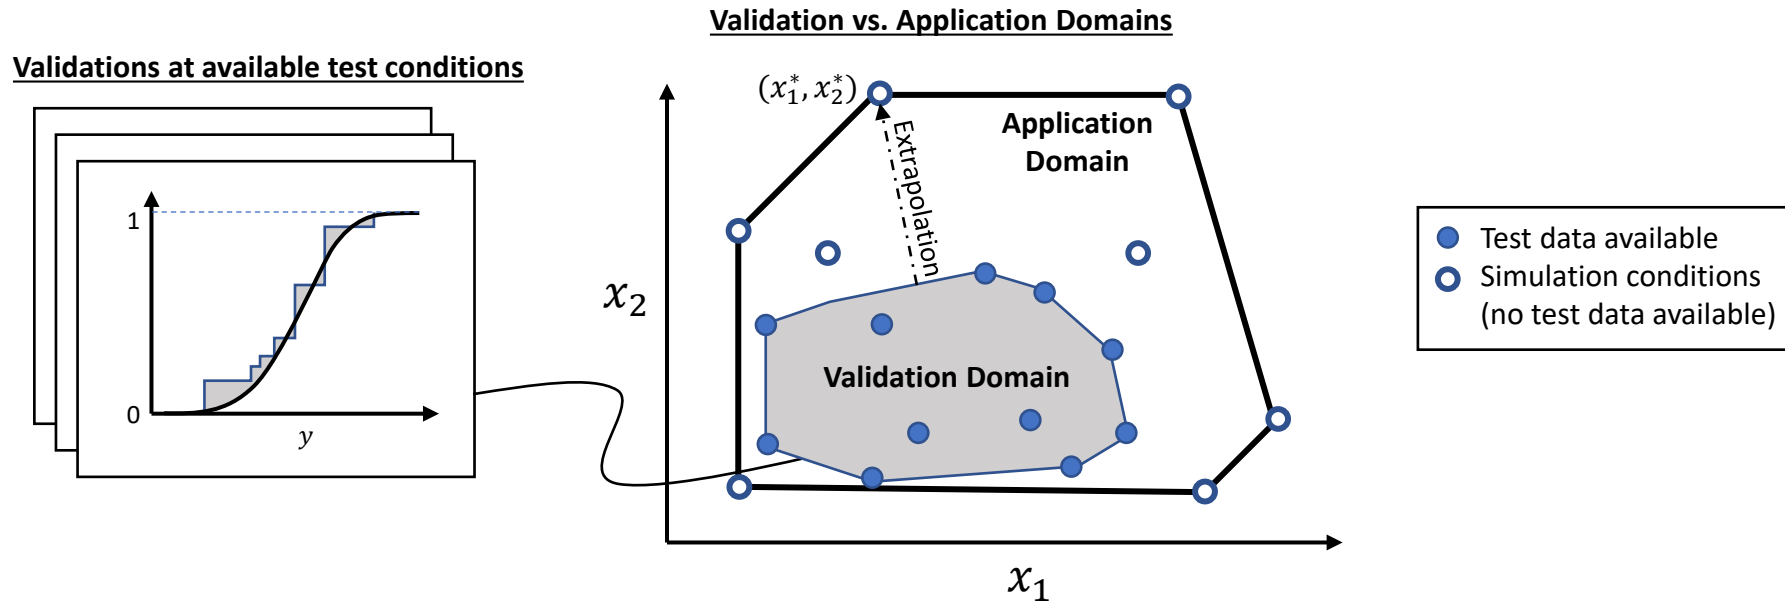 Validation vs. Application Domains
Validations at available test conditions
1
0
y
(x₁*, x₂*)
Extrapolation
Application
Domain
Validation Domain
x₂
x₁
Test data available
Simulation conditions
(no test data available)